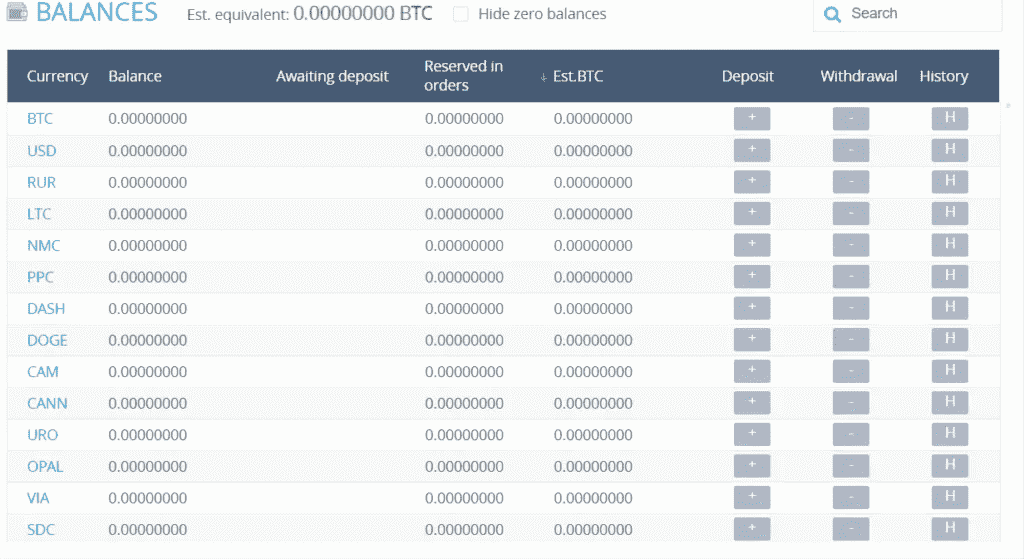 BALANCES Est. equivalent: 0.00000000 BTC Hide zero balances Search
Currency Balance Awaiting deposit Reserved in orders ↓ Est.BTC Deposit Withdrawal History
BTC 0.00000000 0.00000000 0.00000000 + - H
USD 0.00000000 0.00000000 0.00000000 + - H
RUR 0.00000000 0.00000000 0.00000000 + - H
LTC 0.00000000 0.00000000 0.00000000 + - H
NMC 0.00000000 0.00000000 0.00000000 + - H
PPC 0.00000000 0.00000000 0.00000000 + - H
DASH 0.00000000 0.00000000 0.00000000 + - H
DOGE 0.00000000 0.00000000 0.00000000 + - H
CAM 0.00000000 0.00000000 0.00000000 + - H
CANN 0.00000000 0.00000000 0.00000000 + - H
URO 0.00000000 0.00000000 0.00000000 + - H
OPAL 0.00000000 0.00000000 0.00000000 + - H
VIA 0.00000000 0.00000000 0.00000000 + - H
SDC 0.00000000 0.00000000 0.00000000 + - H